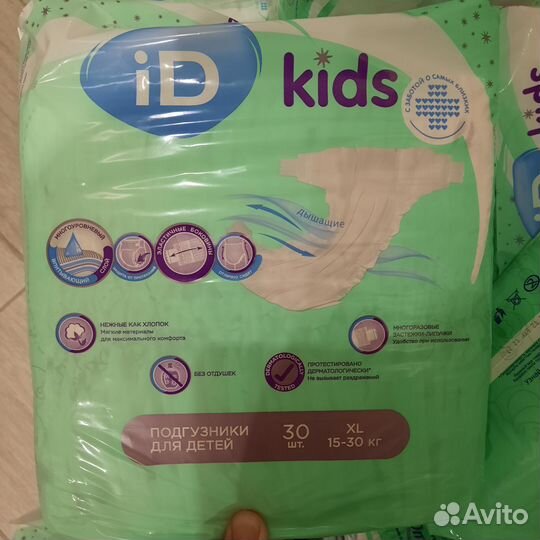 iD
kids
С ЗАБОТОЙ О САМЫХ БЛИЗКИХ
дышащие
МНОГОУРОВНЕВЫЙ
ВПИТЫВАЮЩИЙ СЛОЙ
ЭЛАСТИЧНЫЕ БОКОВИНЫ
НЕЖНЫЕ КАК ХЛОПОК
Мягкие материалы
для максимального комфорта
МНОГОРАЗОВЫЕ
ЗАСТЕЖКИ-ЛИПУЧКИ
Удобство при использовании
БЕЗ ОТДУШЕК
DERMATOLOGICALLY
TESTED
ПРОТЕСТИРОВАНО
ДЕРМАТОЛОГИЧЕСКИ
Не вызывает раздражений
ПОДГУЗНИКИ
ДЛЯ ДЕТЕЙ
30
ШТ.
XL
15-30 КГ
kids
Avito